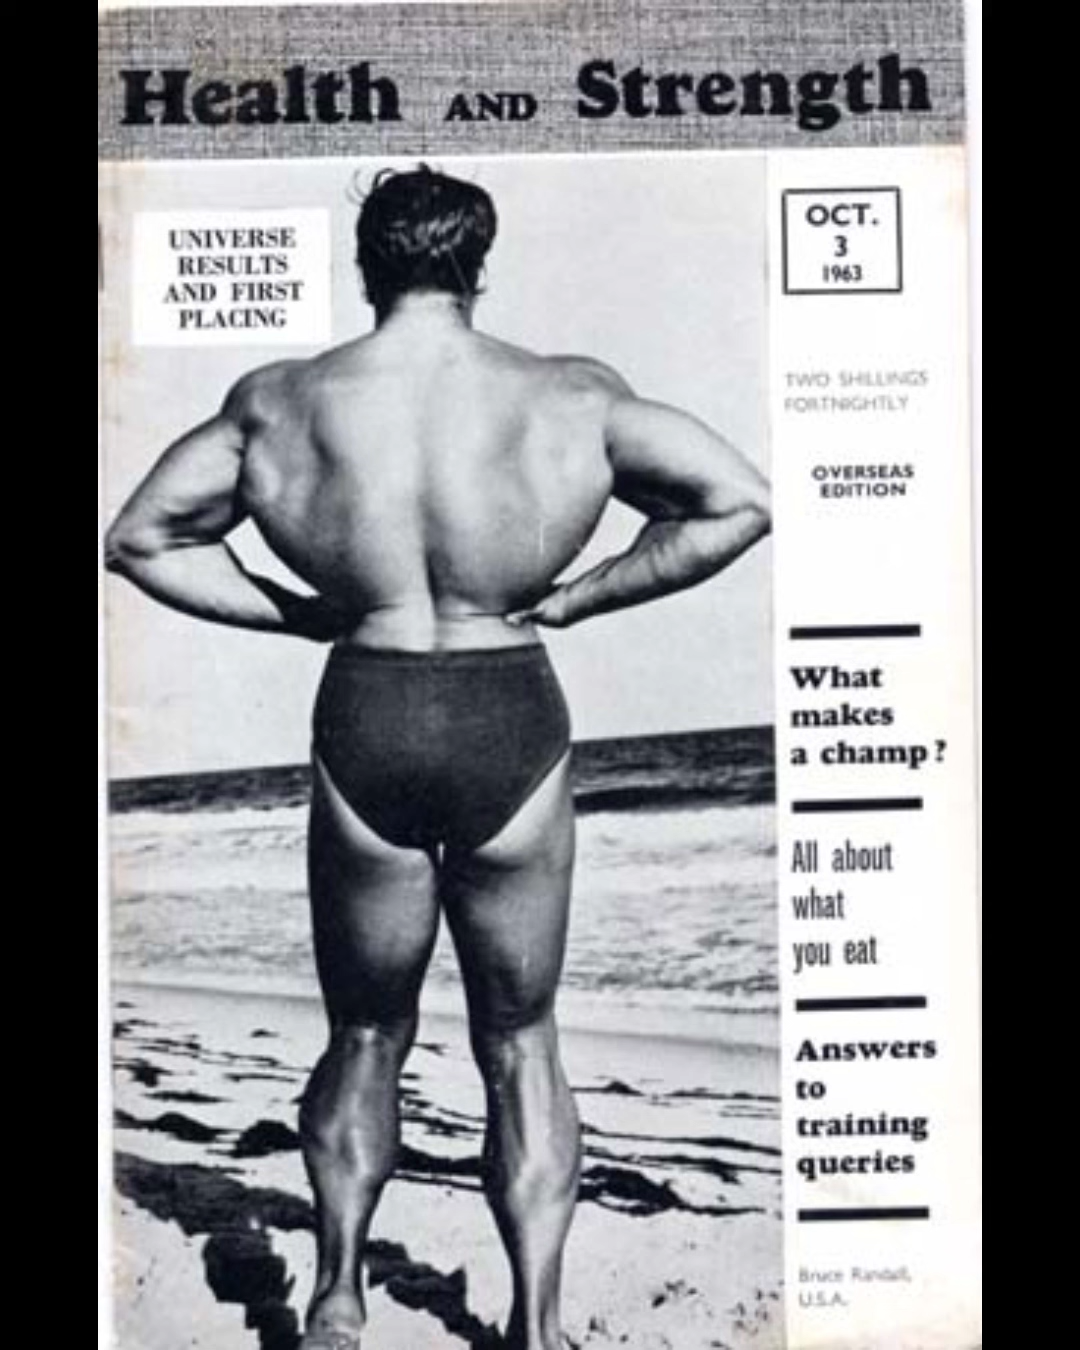 Health AND Strength
UNIVERSE
RESULTS
AND FIRST
PLACING
OCT.
3
1963
TWO SHILLINGS
FORTNIGHTLY
OVERSEAS
EDITION
What
makes
a champ?
All about
what
you eat
Answers
to
training
queries
Bruce Randall,
U.S.A.